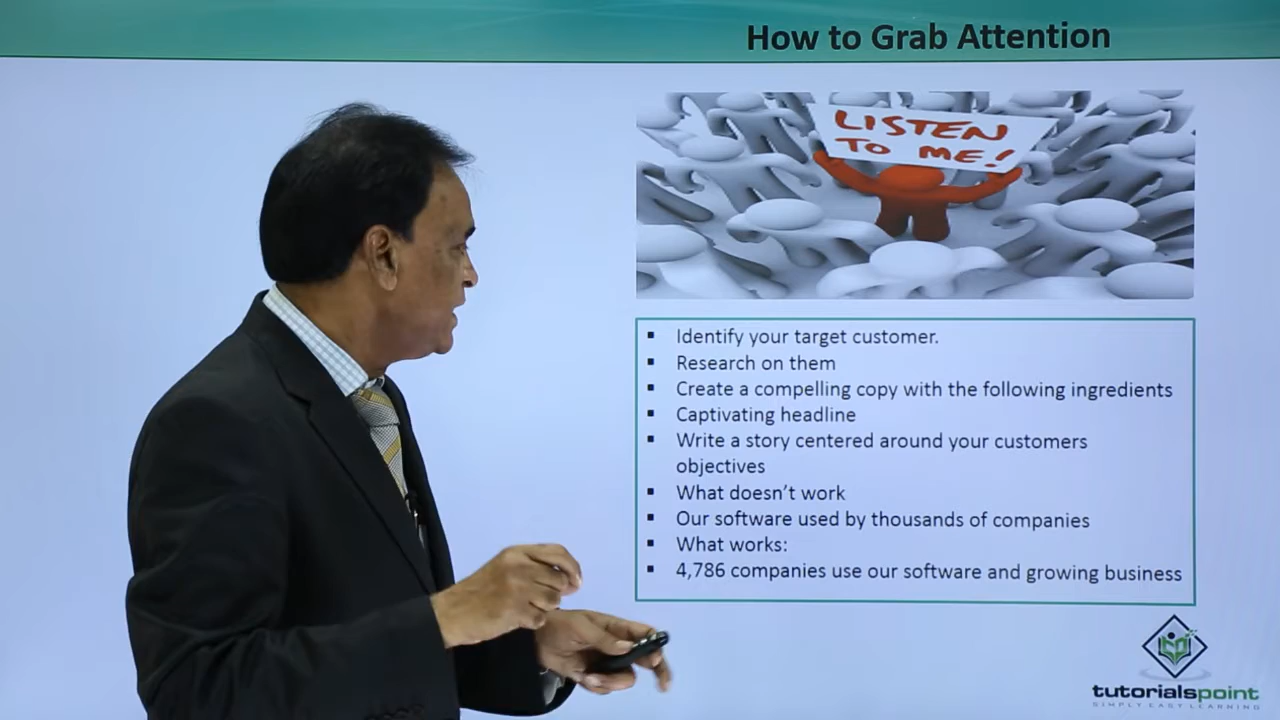 How to Grab Attention
LISTEN
TO ME!
▪ Identify your target customer.
▪ Research on them
▪ Create a compelling copy with the following ingredients
▪ Captivating headline
▪ Write a story centered around your customers
objectives
▪ What doesn't work
▪ Our software used by thousands of companies
▪ What works:
▪ 4,786 companies use our software and growing business
tutorialspoint
SIMPLY EASY LEARNING